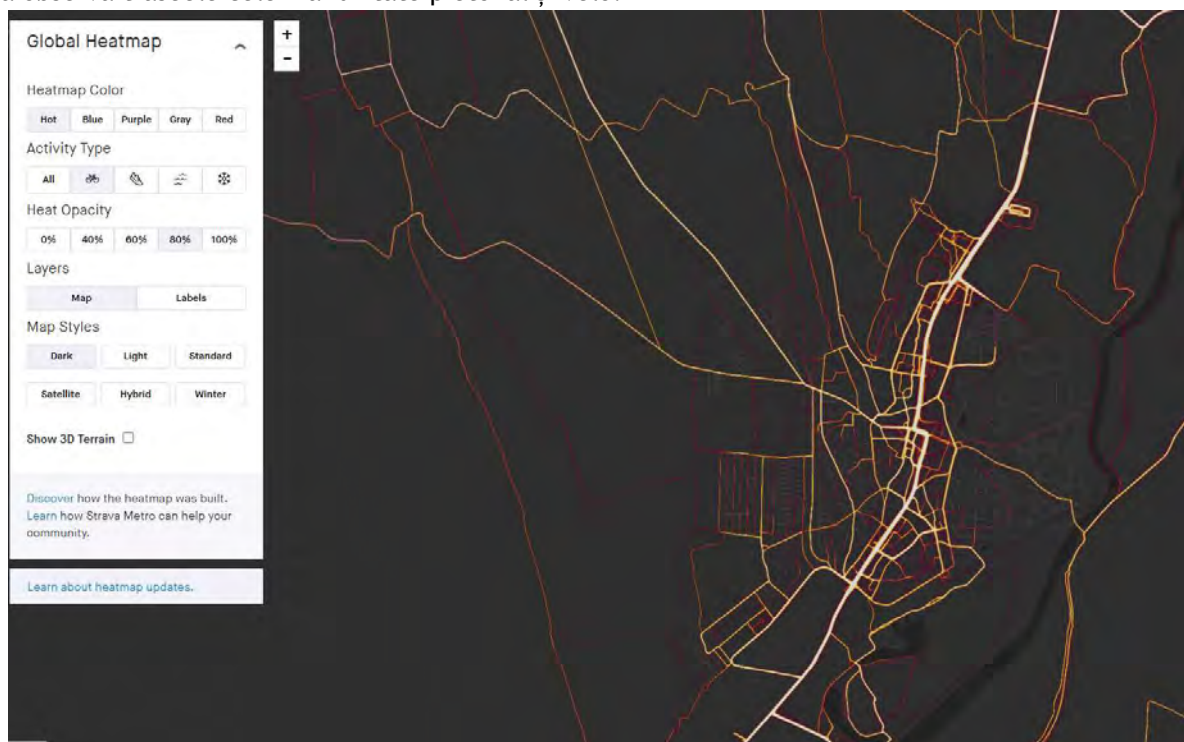 Global Heatmap
+
-
Heatmap Color
Hot Blue Purple Gray Red
Activity Type
All
Heat Opacity
0% 40% 60% 80% 100%
Layers
Map Labels
Map Styles
Dark Light Standard
Satellite Hybrid Winter
Show 3D Terrain
Discover how the heatmap was built.
Learn how Strava Metro can help your
community.
Learn about heatmap updates.